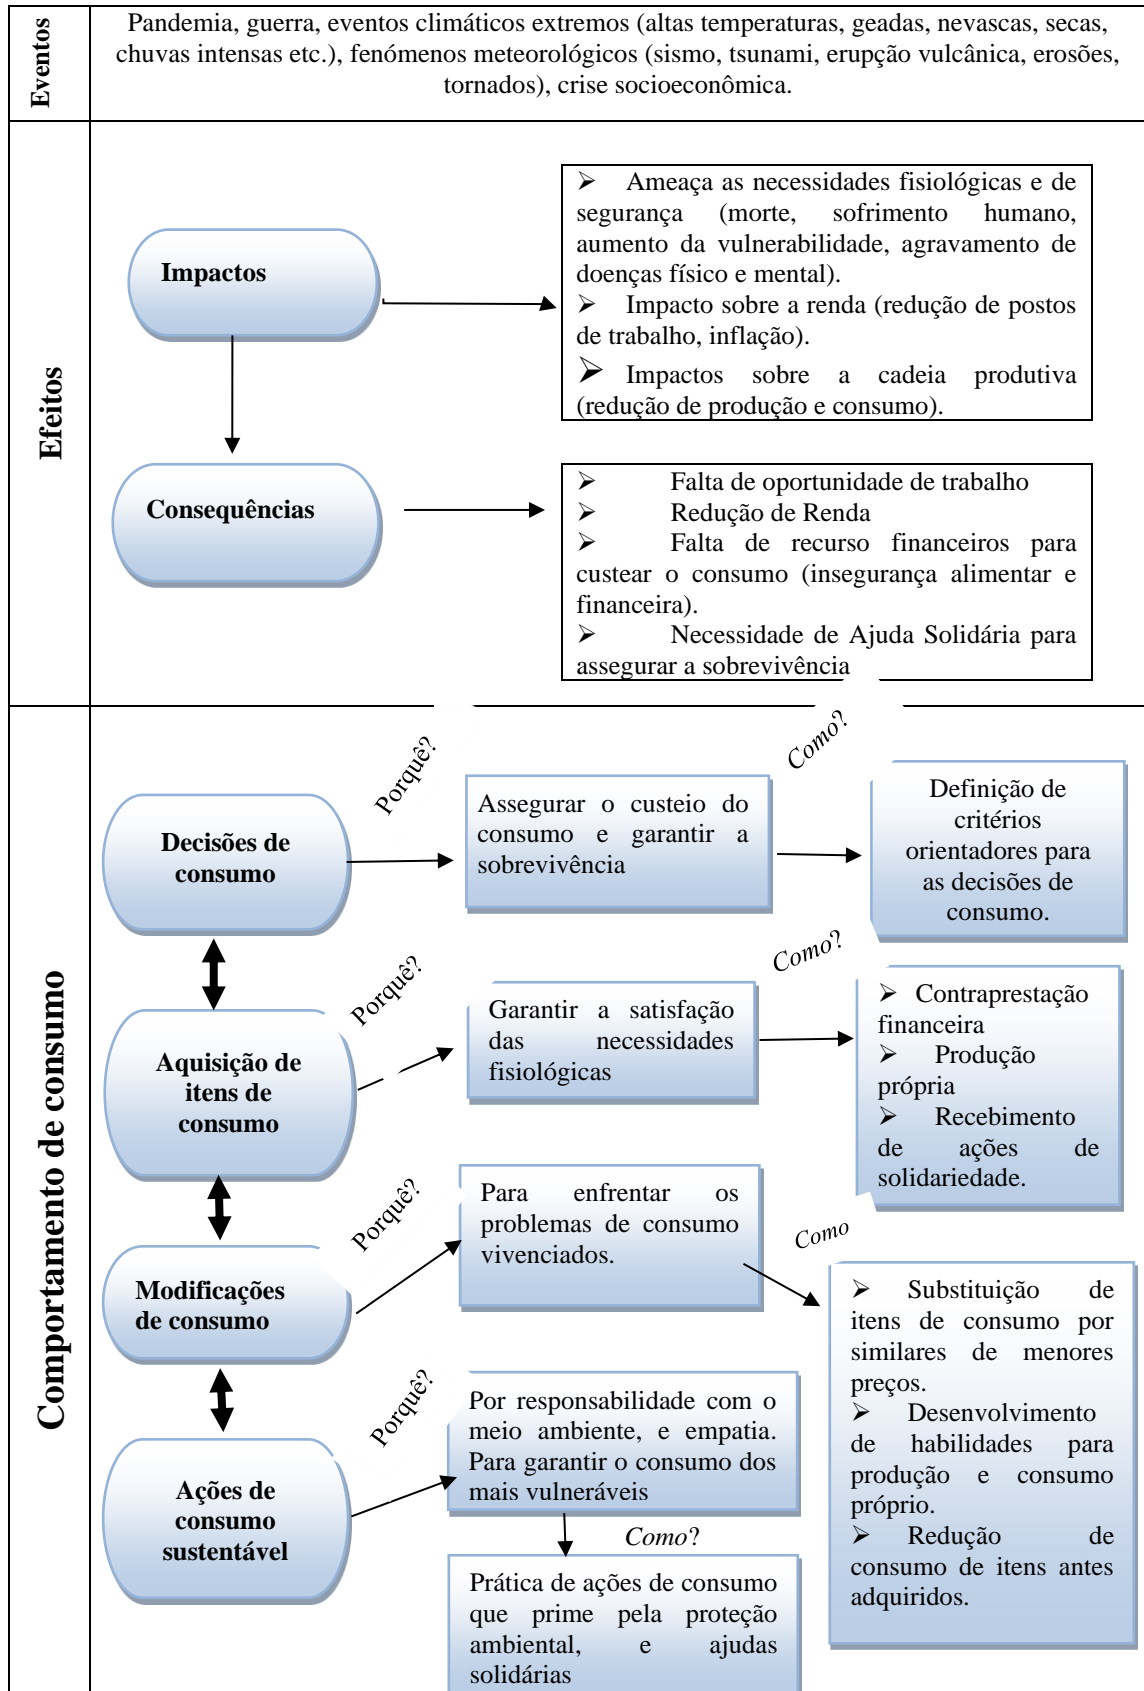 Eventos
Pandemia, guerra, eventos climáticos extremos (altas temperaturas, geadas, nevascas, secas,
chuvas intensas etc.), fenómenos meteorológicos (sismo, tsunami, erupção vulcânica, erosões,
tornados), crise socioeconômica.
Efeitos
Impactos
➢ Ameaça as necessidades fisiológicas e de
segurança (morte, sofrimento humano,
aumento da vulnerabilidade, agravamento de
doenças físico e mental).
➢ Impacto sobre a renda (redução de postos
de trabalho, inflação).
➢ Impactos sobre a cadeia produtiva
(redução de produção e consumo).
Consequências
➢ Falta de oportunidade de trabalho
➢ Redução de Renda
➢ Falta de recurso financeiros para
custear o consumo (insegurança alimentar e
financeira).
➢ Necessidade de Ajuda Solidária para
assegurar a sobrevivência
Comportamento de consumo
Decisões de
consumo
Porquê?
Assegurar o custeio do
consumo e garantir a
sobrevivência
Como?
Definição de
critérios
orientadores para
as decisões de
consumo.
Aquisição de
itens de
consumo
Porquê?
Garantir a satisfação
das necessidades
fisiológicas
Como?
➢ Contraprestação
financeira
➢ Produção
própria
➢ Recebimento
de ações de
solidariedade.
Modificações
de consumo
Porquê?
Para enfrentar os
problemas de consumo
vivenciados.
Como
➢ Substituição de
itens de consumo por
similares de menores
preços.
➢ Desenvolvimento
de habilidades para
produção e consumo
próprio.
➢ Redução de
consumo de itens antes
adquiridos.
Ações de
consumo
sustentável
Porquê?
Por responsabilidade com o
meio ambiente, e empatia.
Para garantir o consumo dos
mais vulneráveis
Como?
Prática de ações de consumo
que prime pela proteção
ambiental, e ajudas
solidárias